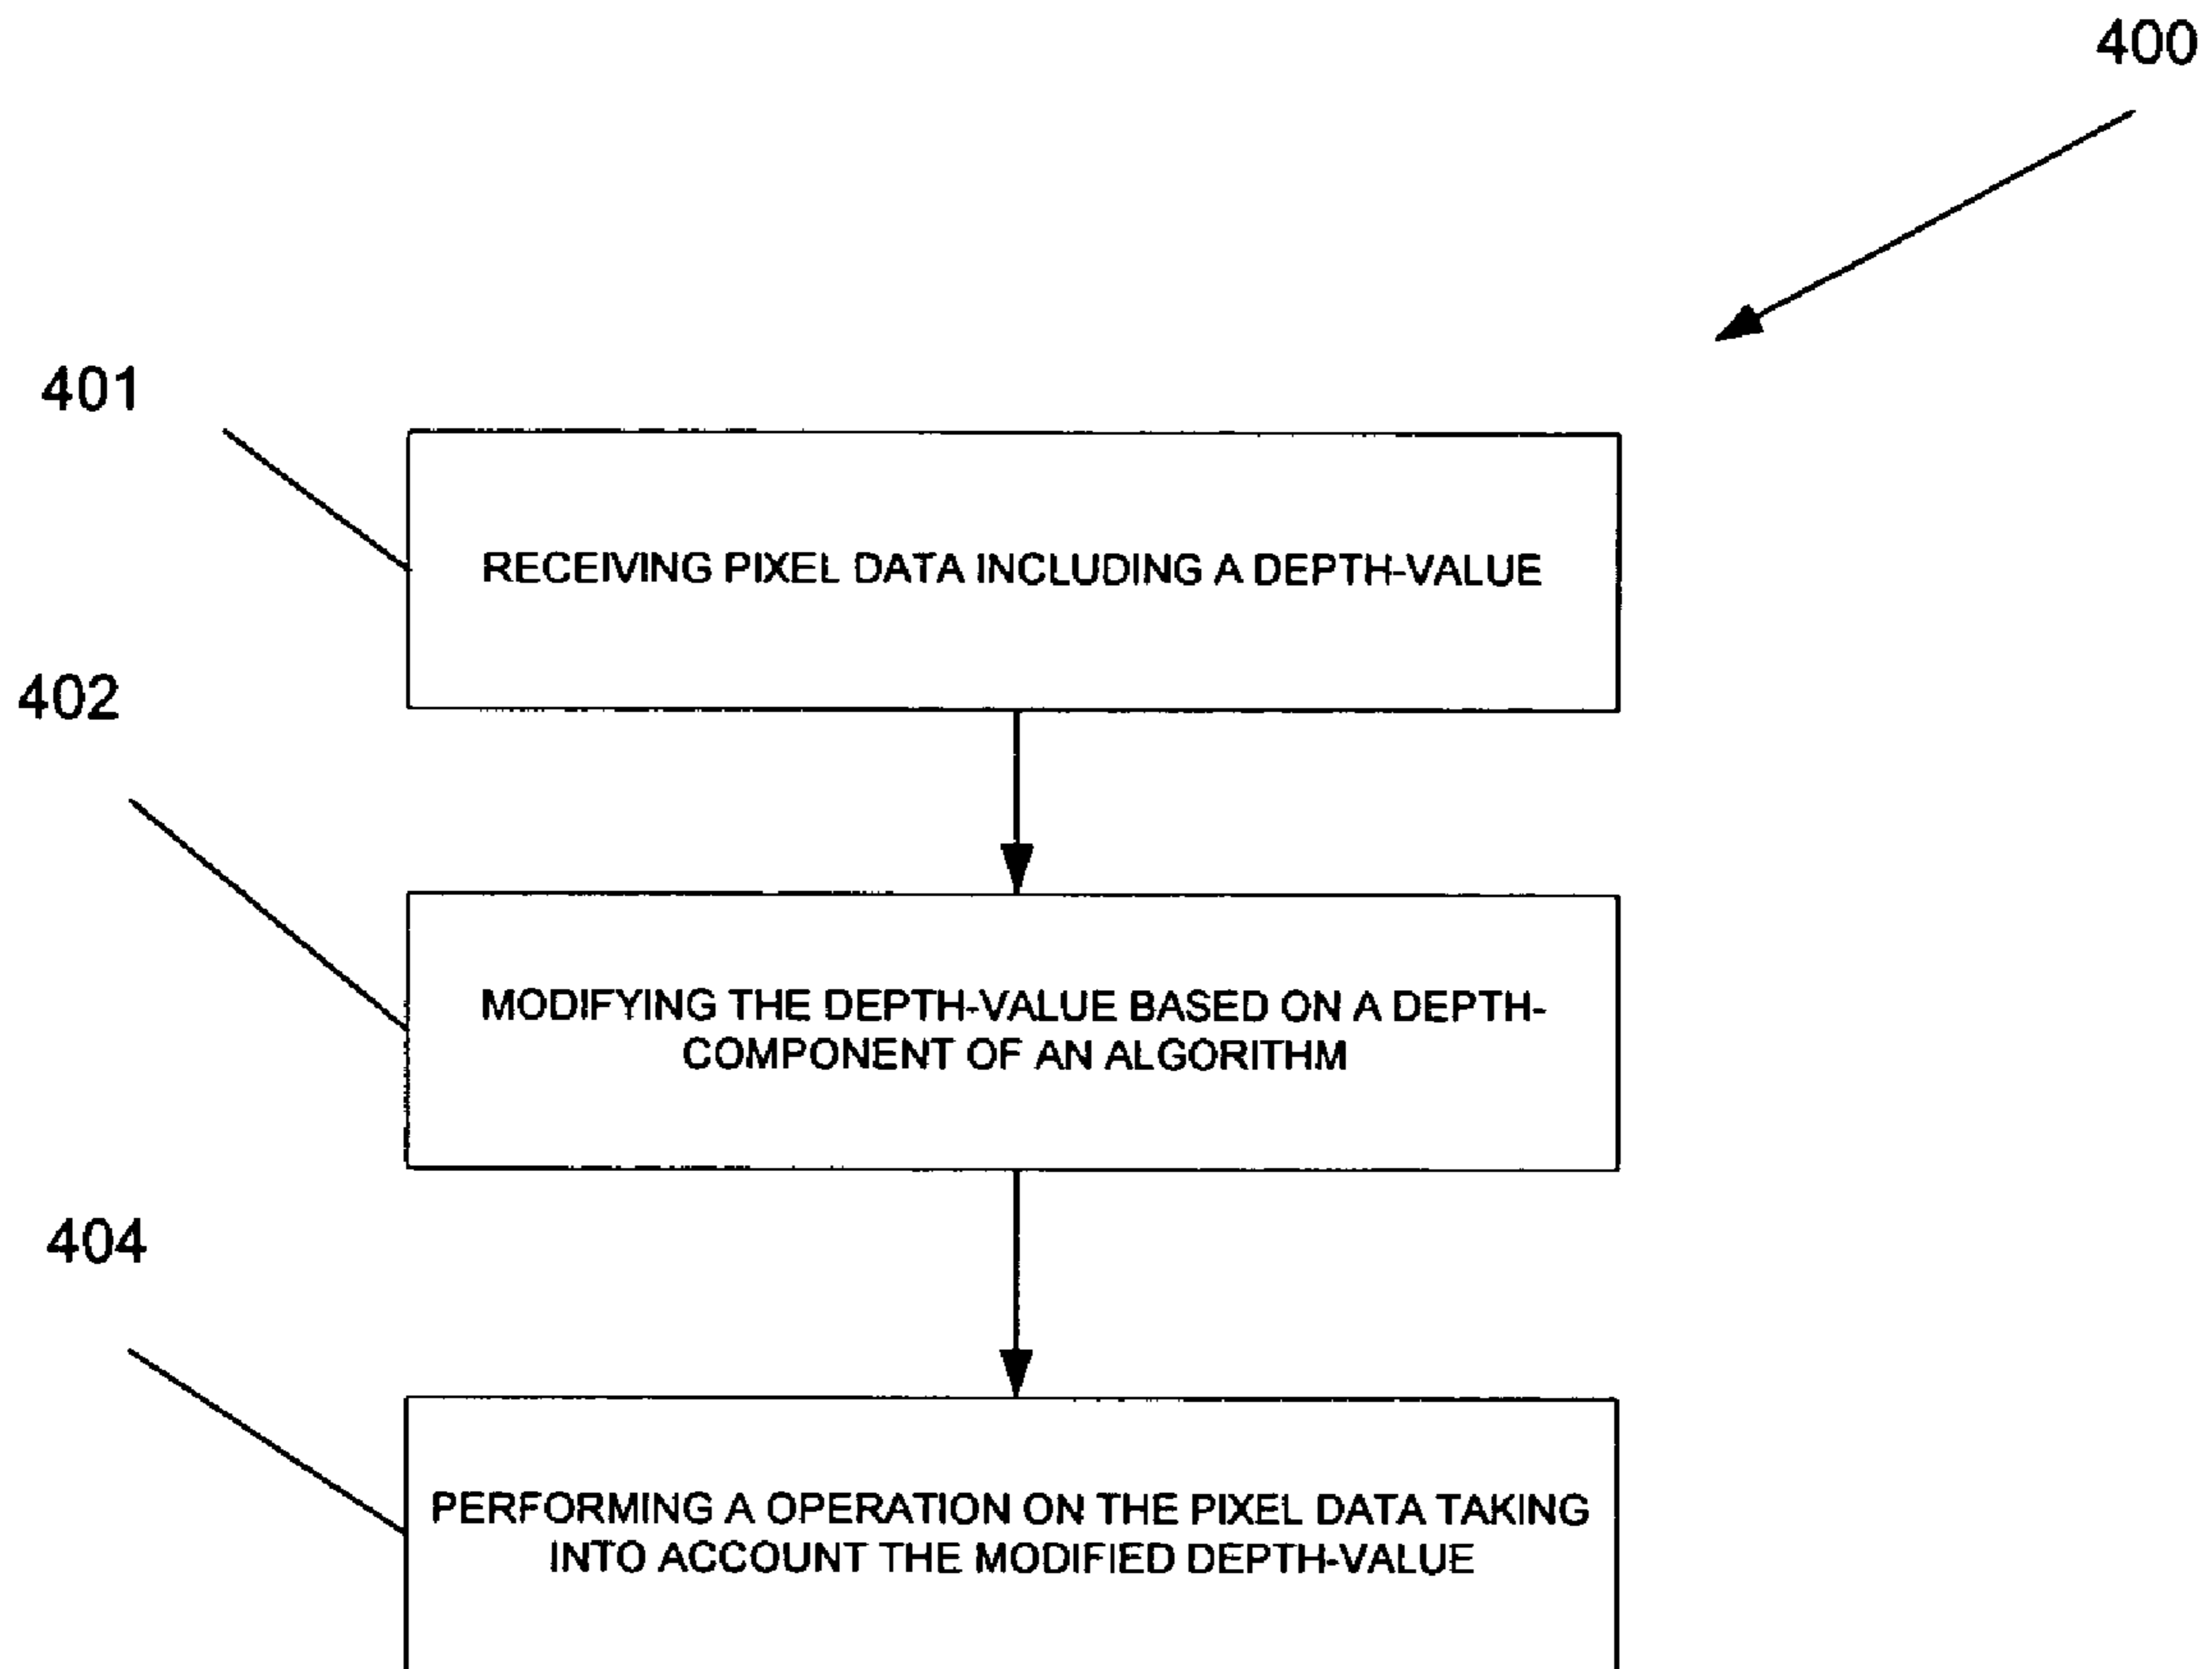 400
401
RECEIVING PIXEL DATA INCLUDING A DEPTH-VALUE
402
MODIFYING THE DEPTH-VALUE BASED ON A DEPTH-
COMPONENT OF AN ALGORITHM
404
PERFORMING A OPERATION ON THE PIXEL DATA TAKING
INTO ACCOUNT THE MODIFIED DEPTH-VALUE